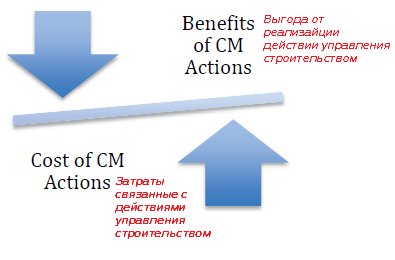 Benefits
of CM
Actions
Выгода от
реализайции
действии управления
строительством
Cost of CM
Actions
Затраты
связанные с
действиями
управления
строительством